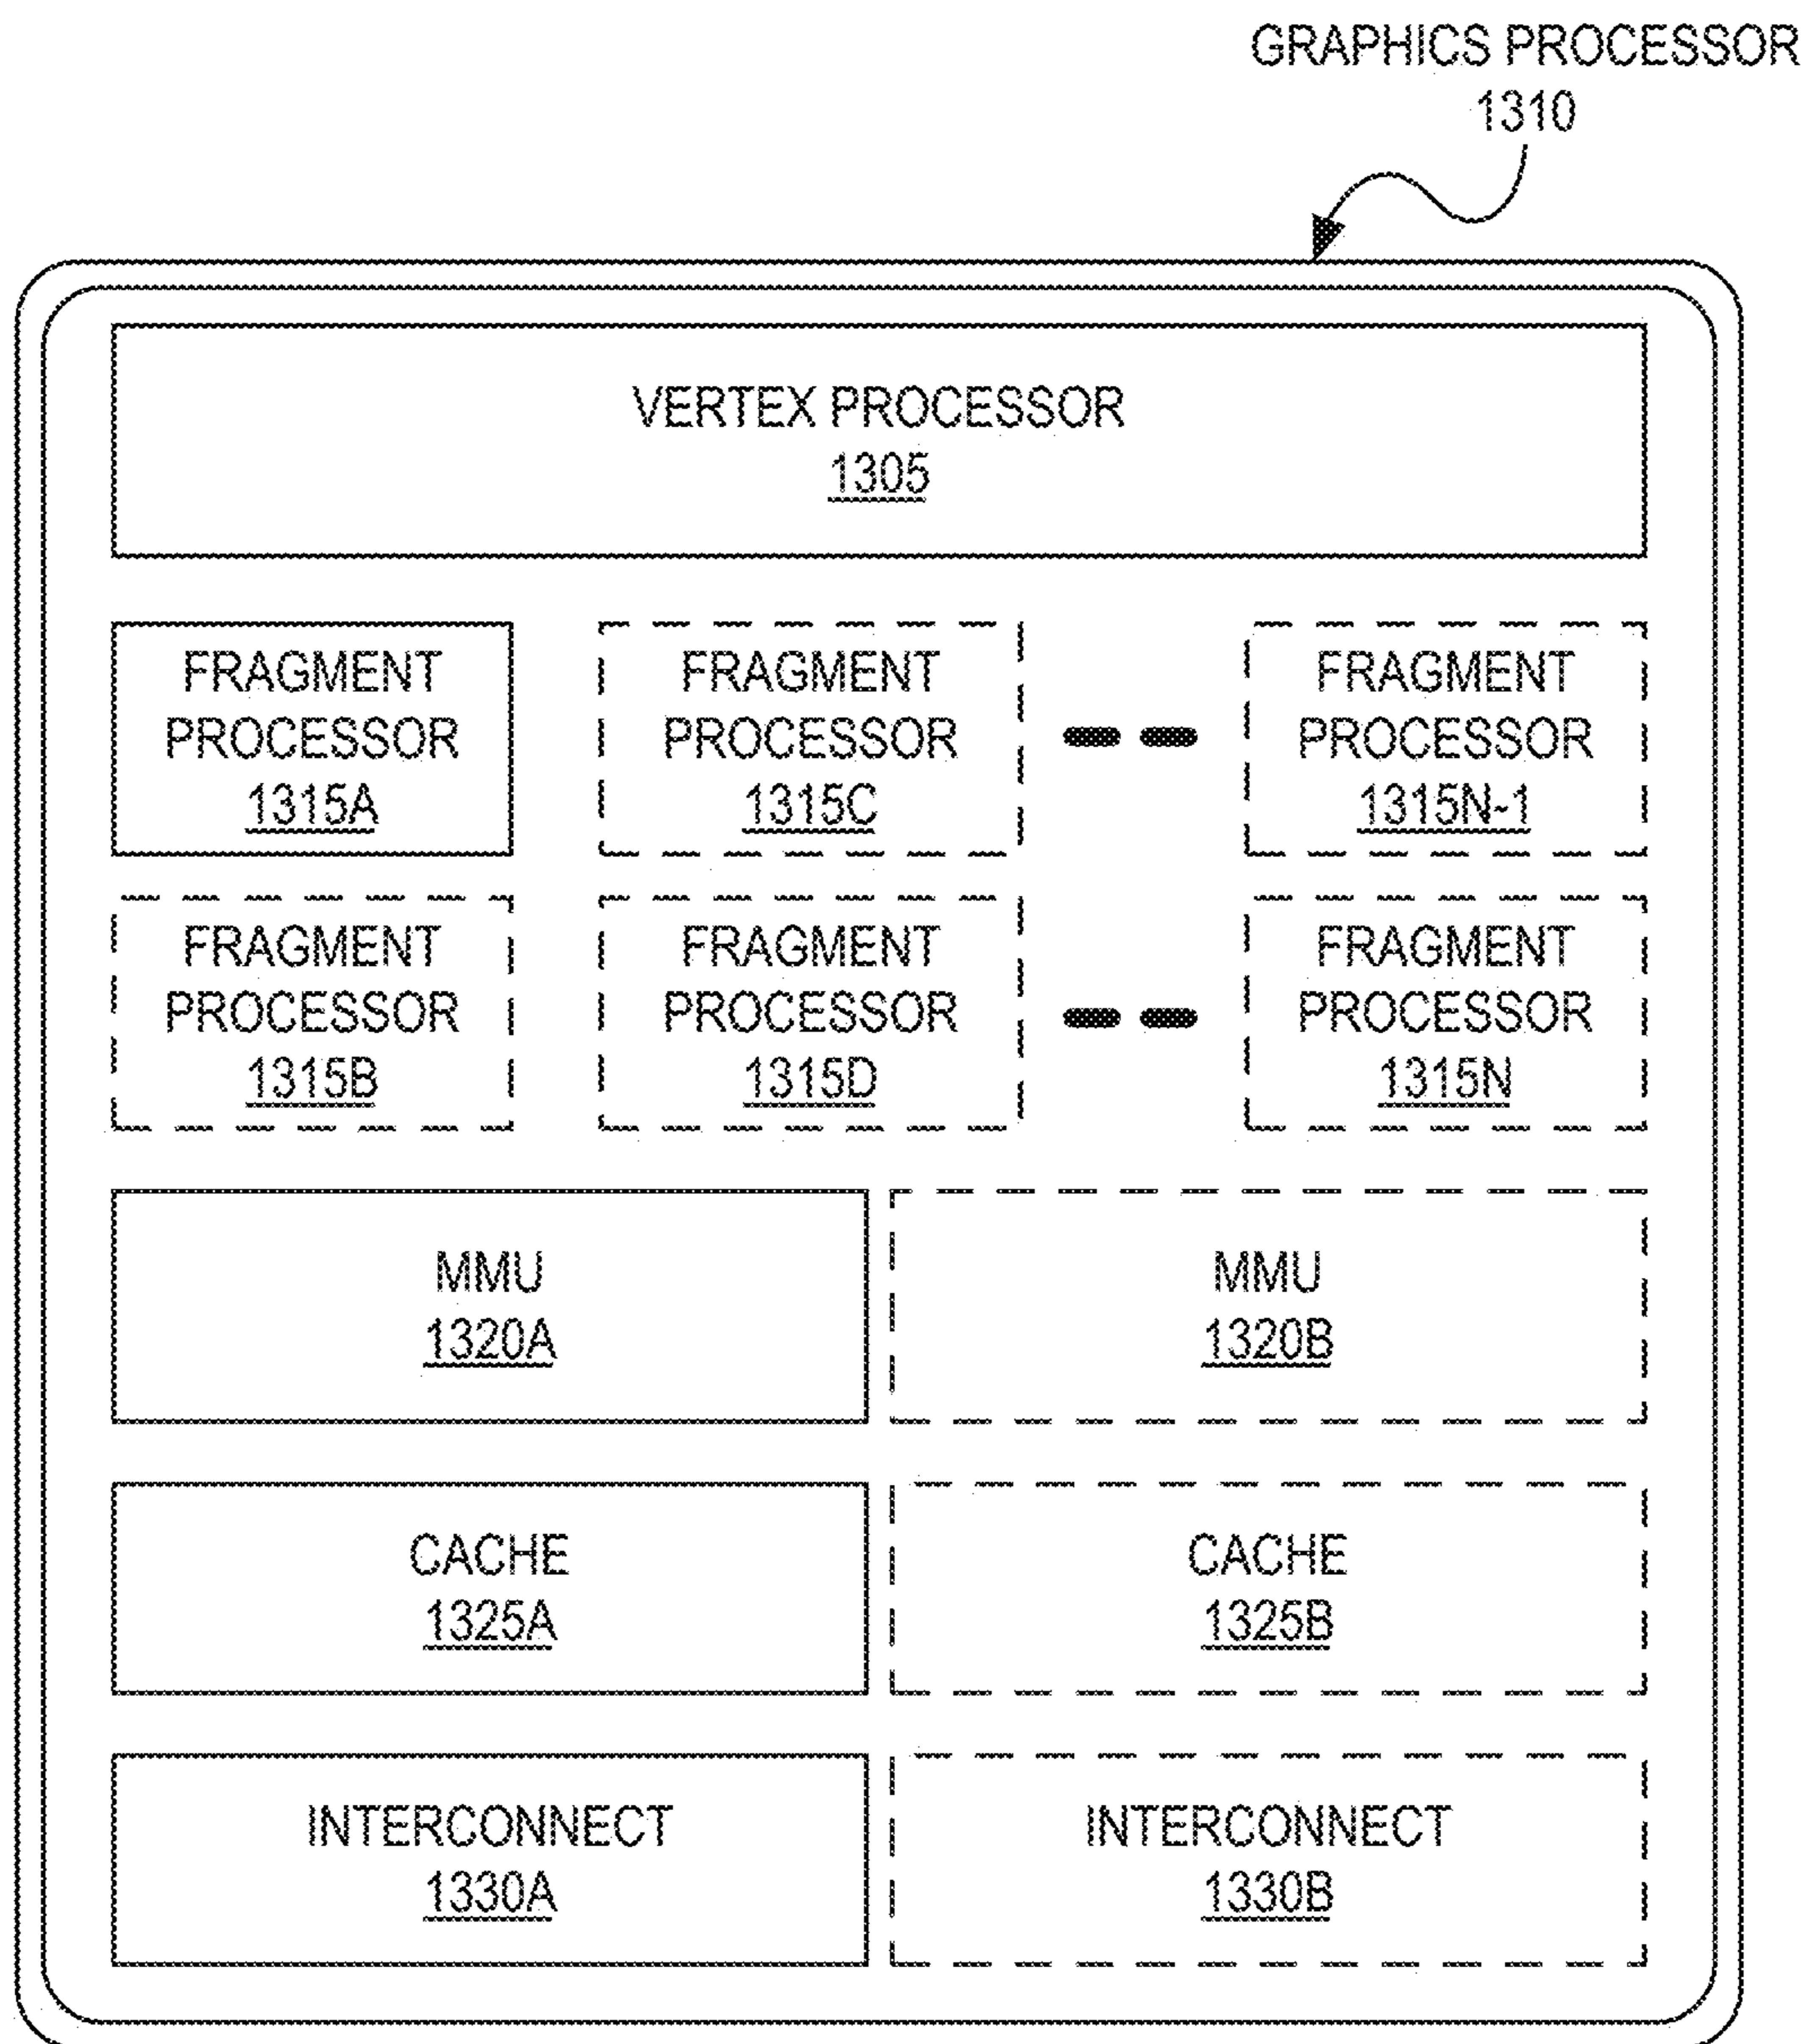 GRAPHICS PROCESSOR
1310
VERTEX PROCESSOR
1305
FRAGMENT
PROCESSOR
1315A
FRAGMENT
PROCESSOR
1315C
FRAGMENT
PROCESSOR
1315N-1
FRAGMENT
PROCESSOR
1315B
FRAGMENT
PROCESSOR
1315D
FRAGMENT
PROCESSOR
1315N
MMU
1320A
MMU
1320B
CACHE
1325A
CACHE
1325B
INTERCONNECT
1330A
INTERCONNECT
1330B